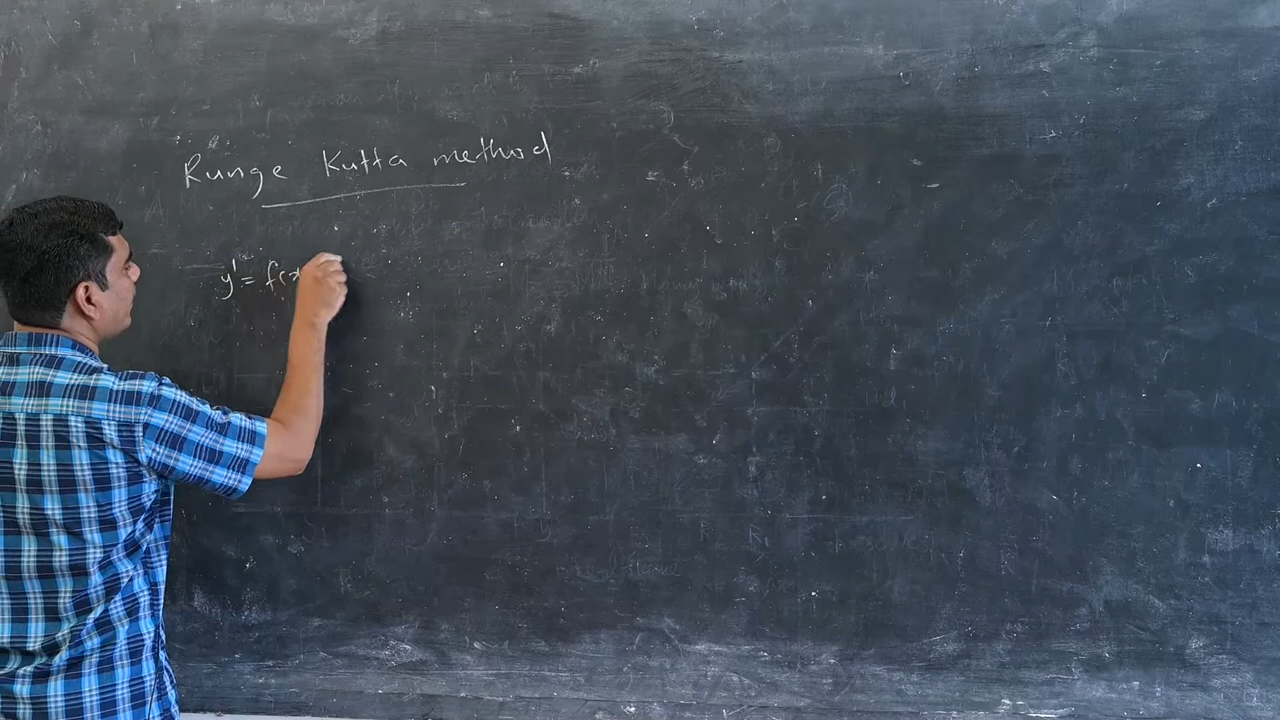 Runge Kutta method
y' = f(x